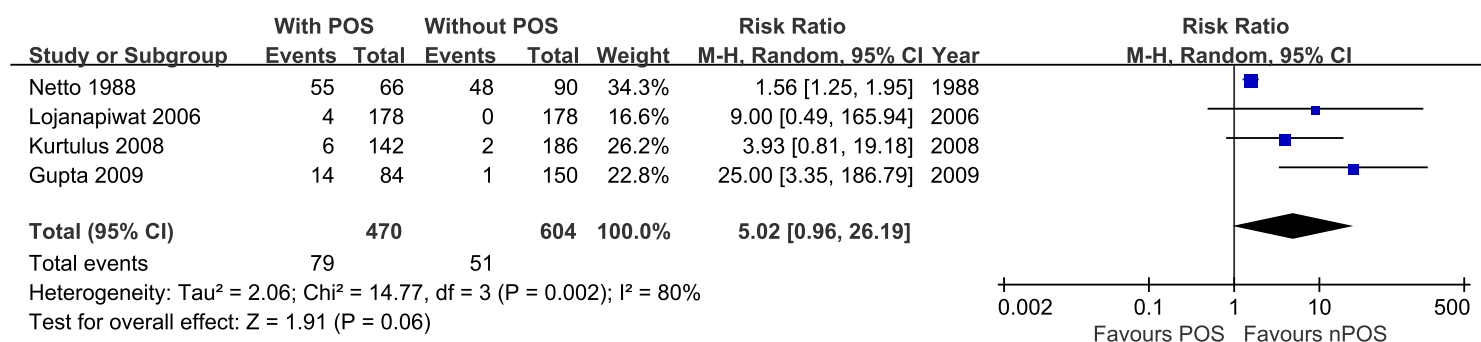 With POS Without POS Risk Ratio Risk Ratio
Study or Subgroup Events Total Events Total Weight M-H, Random, 95% CI Year M-H, Random, 95% CI
Netto 1988 55 66 48 90 34.3% 1.56 [1.25, 1.95] 1988
Lojanapiwat 2006 4 178 0 178 16.6% 9.00 [0.49, 165.94] 2006
Kurtulus 2008 6 142 2 186 26.2% 3.93 [0.81, 19.18] 2008
Gupta 2009 14 84 1 150 22.8% 25.00 [3.35, 186.79] 2009
Total (95% CI) 470 604 100.0% 5.02 [0.96, 26.19]
Total events 79 51
Heterogeneity: Tau² = 2.06; Chi² = 14.77, df = 3 (P = 0.002); I² = 80%
Test for overall effect: Z = 1.91 (P = 0.06)
0.002 0.1 1 10 500
Favours POS Favours nPOS